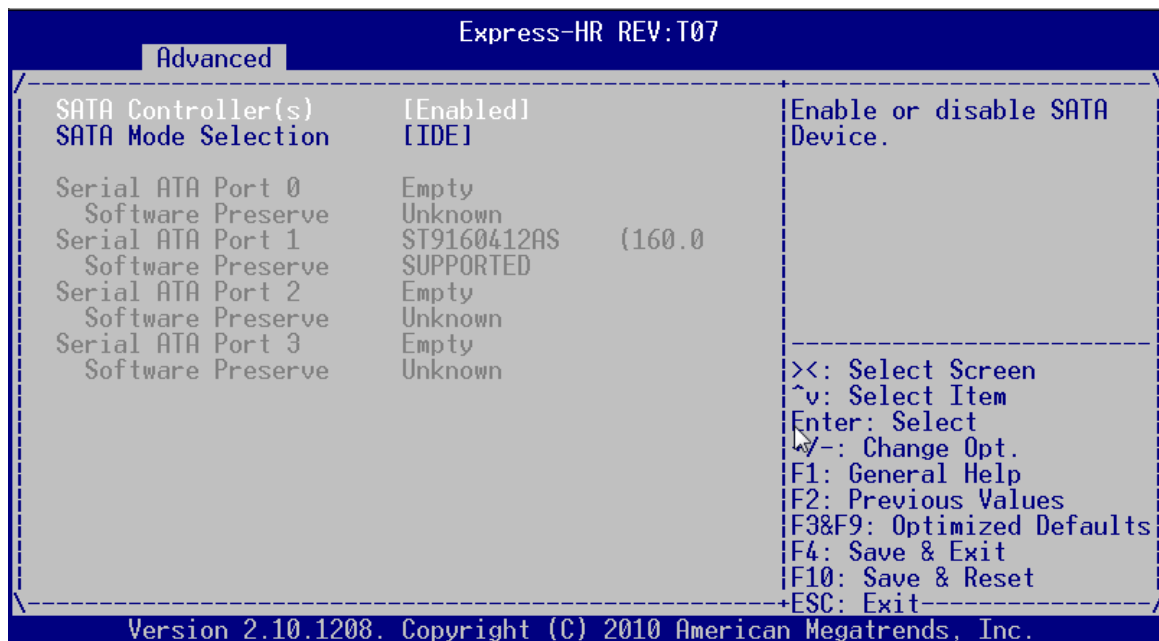 Express-HR REV:T07
Advanced
SATA Controller(s) [Enabled]
SATA Mode Selection [IDE]
Serial ATA Port 0 Empty
Software Preserve Unknown
Serial ATA Port 1 ST9160412AS (160.0
Software Preserve SUPPORTED
Serial ATA Port 2 Empty
Software Preserve Unknown
Serial ATA Port 3 Empty
Software Preserve Unknown
Enable or disable SATA
Device.
><: Select Screen
^v: Select Item
Enter: Select
/-: Change Opt.
F1: General Help
F2: Previous Values
F3&F9: Optimized Defaults
F4: Save & Exit
F10: Save & Reset
ESC: Exit
Version 2.10.1208. Copyright (C) 2010 American Megatrends, Inc.